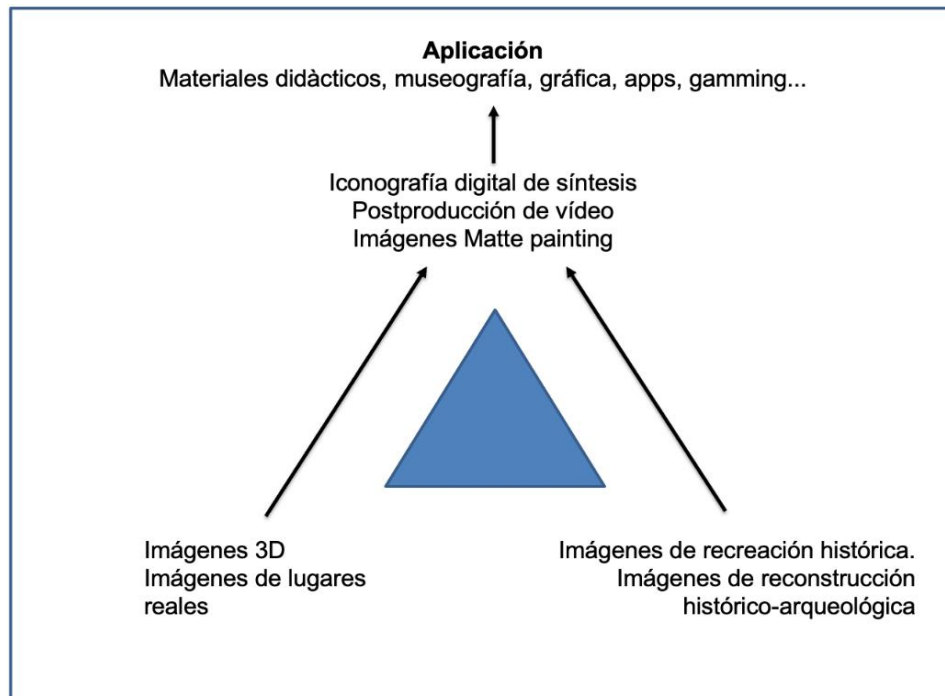 Aplicación
Materiales didàcticos, museografía, gráfica, apps, gamming...
Iconografía digital de síntesis
Postproducción de vídeo
Imágenes Matte painting
Imágenes 3D
Imágenes de lugares
reales
Imágenes de recreación histórica.
Imágenes de reconstrucción
histórico-arqueológica